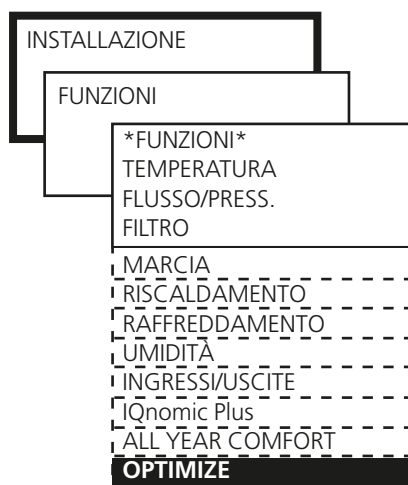 INSTALLAZIONE
FUNZIONI
*FUNZIONI*
TEMPERATURA
FLUSSO/PRESS.
FILTRO
MARCIA
RISCALDAMENTO
RAFFREDDAMENTO
UMIDITÀ
INGRESSI/USCITE
IQnomic Plus
ALL YEAR COMFORT
OPTIMIZE